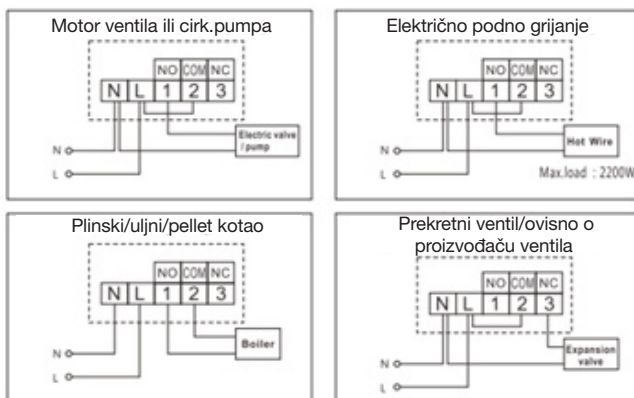 Motor ventila ili cirk.pumpa
NO COM NC
N L 1 2 3
Electric valve
/ pump
N
L
Električno podno grijanje
NO COM NC
N L 1 2 3
Hot Wire
N
L
Max.load : 2200W
Plinski/uljni/pellet kotao
NO COM NC
N L 1 2 3
Boiler
N
L
Prekretni ventil/ovisno o
proizvođaču ventila
NO COM NC
N L 1 2 3
Expansion
valve
N
L